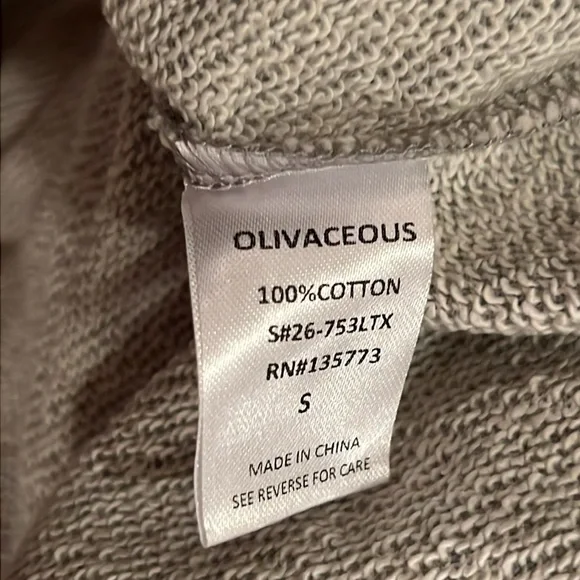 OLIVACEOUS
100%COTTON
S#26-753LTX
RN#135773
S
MADE IN CHINA
SEE REVERSE FOR CARE